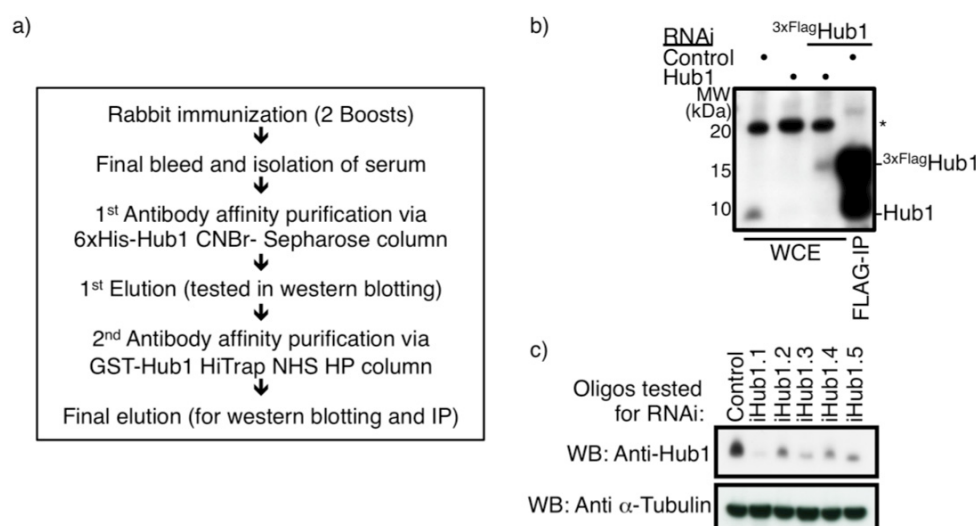 a)
Rabbit immunization (2 Boosts)
Final bleed and isolation of serum
1st Antibody affinity purification via
6xHis-Hub1 CNBr- Sepharose column
1st Elution (tested in western blotting)
2nd Antibody affinity purification via
GST-Hub1 HiTrap NHS HP column
Final elution (for western blotting and IP)
b)
3xFlagHub1
RNAi
Control • •
Hub1 • •
MW
(kDa)
20
15
10
*
-3xFlagHub1
-Hub1
WCE
FLAG-IP
c)
Oligos tested
for RNAi:
Control
iHub1.1
iHub1.2
iHub1.3
iHub1.4
iHub1.5
WB: Anti-Hub1
WB: Anti α-Tubulin